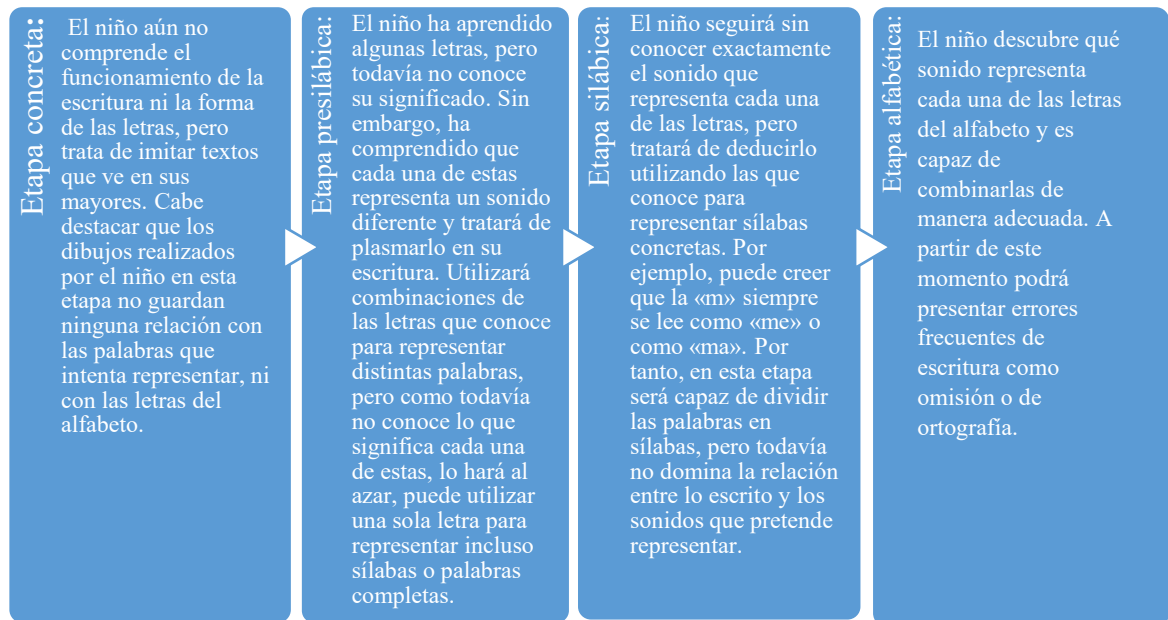 Etapa concreta:
El niño aún no
comprende el
funcionamiento de la
escritura ni la forma
de las letras, pero
trata de imitar textos
que ve en sus
mayores. Cabe
destacar que los
dibujos realizados
por el niño en esta
etapa no guardan
ninguna relación con
las palabras que
intenta representar, ni
con las letras del
alfabeto.
Etapa presilábica:
El niño ha aprendido
algunas letras, pero
todavía no conoce
su significado. Sin
embargo, ha
comprendido que
cada una de estas
representa un sonido
diferente y tratará de
plasmarlo en su
escritura. Utilizará
combinaciones de
las letras que conoce
para representar
distintas palabras,
pero como todavía
no conoce lo que
significa cada una
de estas, lo hará al
azar, puede utilizar
una sola letra para
representar incluso
sílabas o palabras
completas.
Etapa silábica:
El niño seguirá sin
conocer exactamente
el sonido que
representa cada una
de las letras, pero
tratará de deducirlo
utilizando las que
conoce para
representar sílabas
concretas. Por
ejemplo, puede creer
que la «m» siempre
se lee como «me» o
como «ma». Por
tanto, en esta etapa
será capaz de dividir
las palabras en
sílabas, pero todavía
no domina la relación
entre lo escrito y los
sonidos que pretende
representar.
Etapa alfabética:
El niño descubre qué
sonido representa
cada una de las letras
del alfabeto y es
capaz de
combinarlas de
manera adecuada. A
partir de este
momento podrá
presentar errores
frecuentes de
escritura como
omisión o de
ortografía.